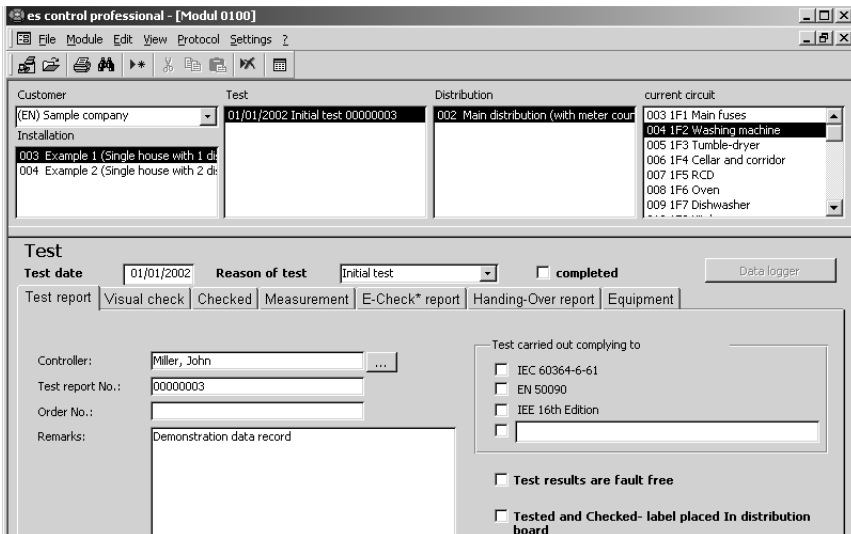 es control professional - [Modul 0100]
File Module Edit View Protocol Settings ?
Customer Test Distribution current circuit
(EN) Sample company 01/01/2002 Initial test 00000003 002 Main distribution (with meter coun 003 1F1 Main fuses
Installation 004 1F2 Washing machine
003 Example 1 (Single house with 1 di 005 1F3 Tumble-dryer
004 Example 2 (Single house with 2 di 006 1F4 Cellar and corridor
007 1F5 RCD
008 1F6 Oven
009 1F7 Dishwasher
Test
Test date 01/01/2002 Reason of test Initial test completed Data logger
Test report Visual check Checked Measurement E-Check* report Handing-Over report Equipment
Test carried out complying to
Controller: Miller, John ... IEC 60364-6-61
Test report No.: 00000003 EN 50090
Order No.: IEE 16th Edition
Remarks: Demonstration data record
Test results are fault free
Tested and Checked- label placed In distribution
board